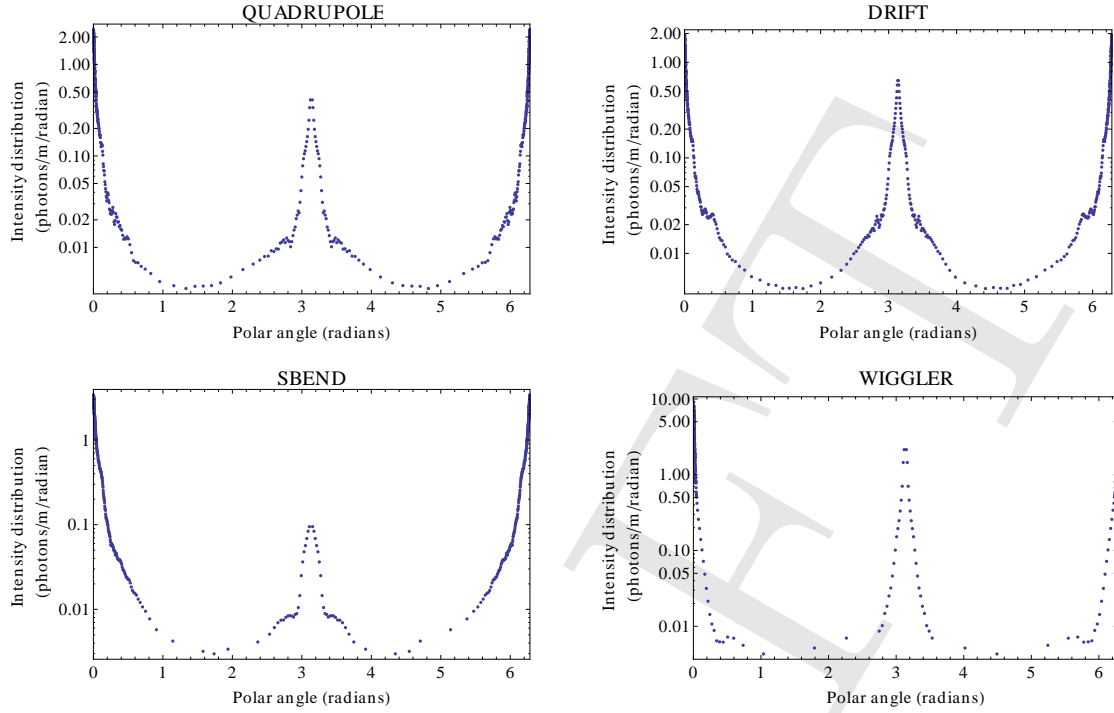 QUADRUPOLE
Intensity distribution
(photons/m/radian)
2.00
1.00
0.50
0.20
0.10
0.05
0.02
0.01
0 1 2 3 4 5 6
Polar angle (radians)
DRIFT
Intensity distribution
(photons/m/radian)
2.00
1.00
0.50
0.20
0.10
0.05
0.02
0.01
0 1 2 3 4 5 6
Polar angle (radians)
SBEND
Intensity distribution
(photons/m/radian)
1
0.1
0.01
0 1 2 3 4 5 6
Polar angle (radians)
WIGGLER
Intensity distribution
(photons/m/radian)
10.00
5.00
1.00
0.50
0.10
0.05
0.01
0 1 2 3 4 5 6
Polar angle (radians)
FT